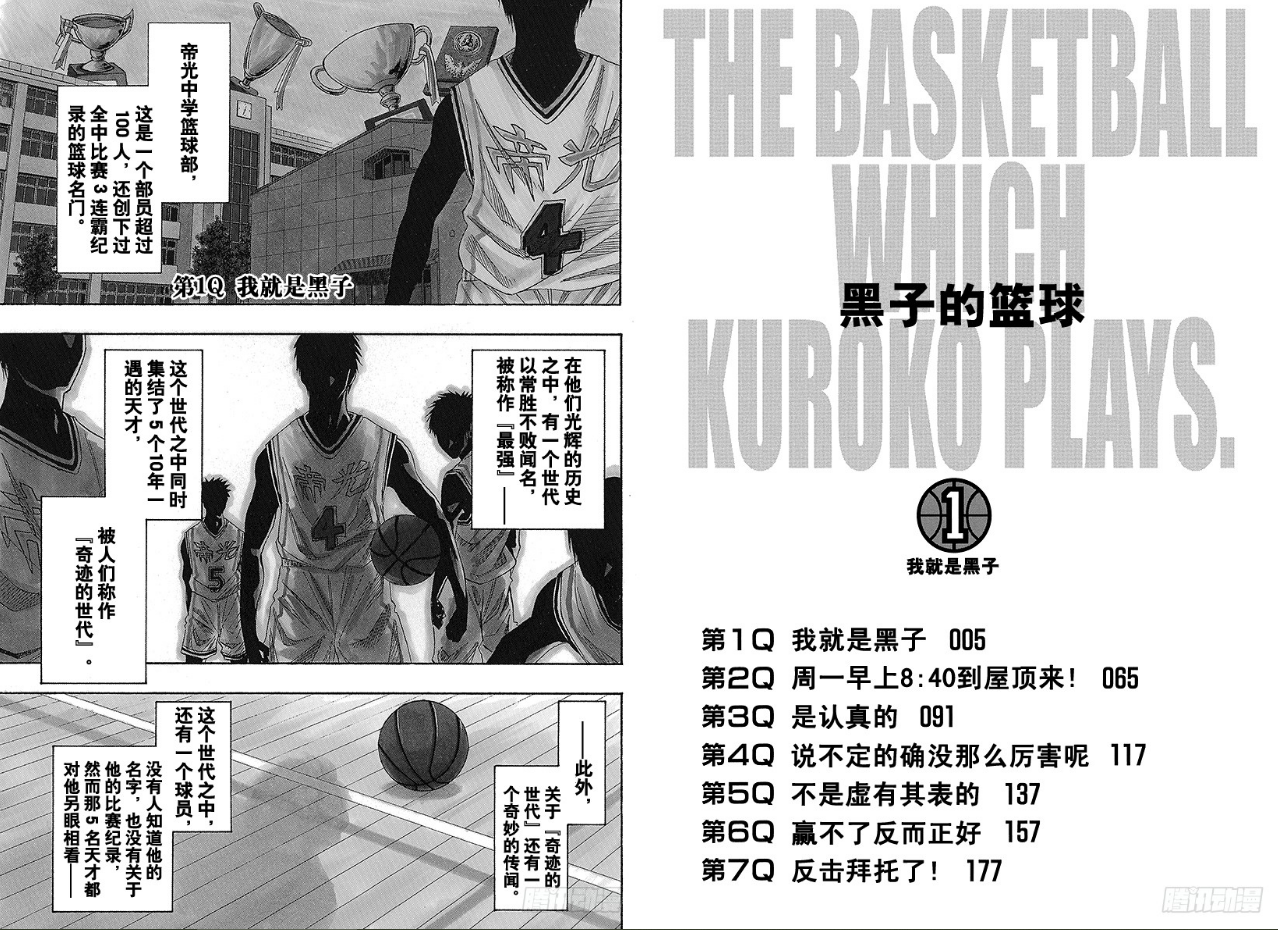 THE BASKETBALL
WHICH
黑子的篮球
KUROKO PLAYS.
1
我就是黑子
第1Q 我就是黑子 005
第2Q 周一早上8:40到屋顶来! 065
第3Q 是认真的 091
第4Q 说不定的确没那么厉害呢 117
第5Q 不是虚有其表的 137
第6Q 赢不了反而正好 157
第7Q 反击拜托了! 177
帝光中学篮球部，
这是一个部员超过
100人，还创下过
全中比赛3连霸纪
录的篮球名门。
帝光
4
第1Q 我就是黑子
在他们光辉的历史
之中，有一个世代
以常胜不败闻名，
被称作『最强』——
这个世代之中同时
集结了5个10年一
遇的天才，
被人们称作
『奇迹的世代』。
帝光
4
帝光
5
——此外，
关于『奇迹的
世代』还有一
个奇妙的传闻。
这个世代之中，
还有一个球员，
没有人知道他的
名字，也没有关于
他的比赛纪录，
然而那5名天才都
对他另眼相看——
腾讯动漫
腾讯动漫